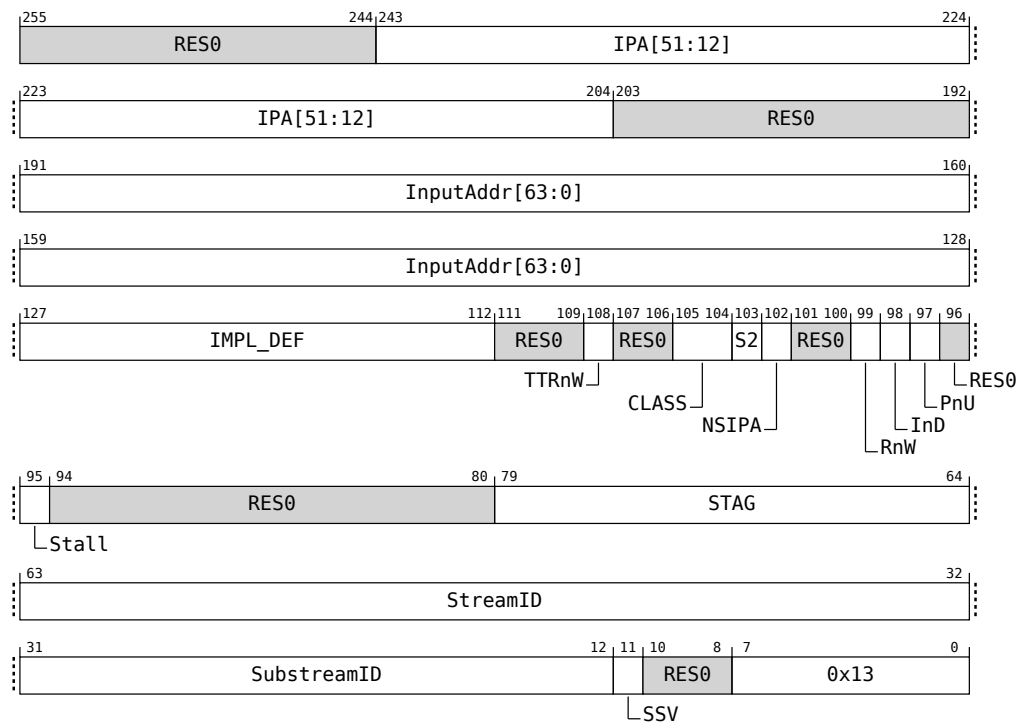 255 244 243 224
RES0 IPA[51:12]
223 204 203 192
IPA[51:12] RES0
191 160
InputAddr[63:0]
159 128
InputAddr[63:0]
127 112 111 109 108 107 106 105 104 103 102 101 100 99 98 97 96
IMPL_DEF RES0 RES0 S2 RES0
TTRnW RES0
CLASS PnU
NSIPA InD
RnW
95 94 80 79 64
RES0 STAG
Stall
63 32
StreamID
31 12 11 10 8 7 0
SubstreamID RES0 0x13
SSV